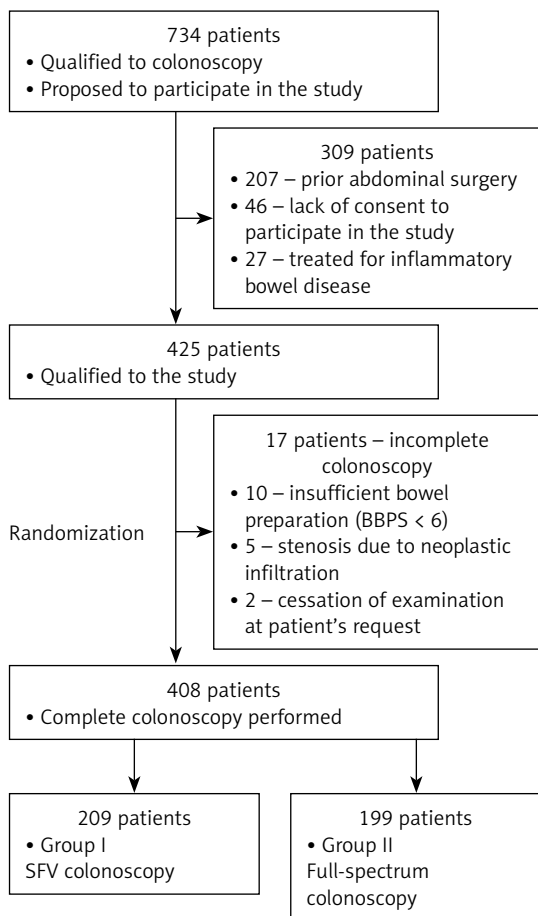 734 patients
• Qualified to colonoscopy
• Proposed to participate in the study
309 patients
• 207 – prior abdominal surgery
• 46 – lack of consent to
participate in the study
• 27 – treated for inflammatory
bowel disease
425 patients
• Qualified to the study
17 patients – incomplete
colonoscopy
• 10 – insufficient bowel
preparation (BBPS < 6)
• 5 – stenosis due to neoplastic
infiltration
• 2 – cessation of examination
at patient's request
Randomization
408 patients
• Complete colonoscopy performed
209 patients
• Group I
SFV colonoscopy
199 patients
• Group II
Full-spectrum
colonoscopy